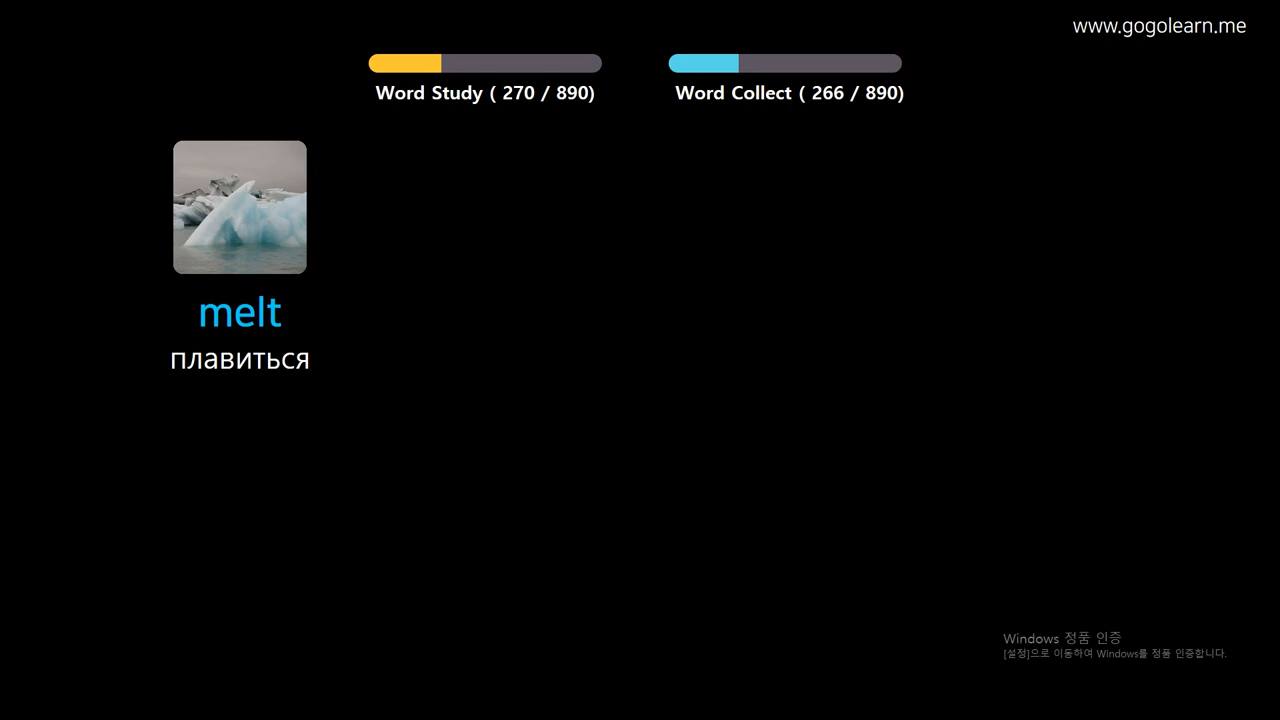 www.gogolearn.me
Word Study ( 270 / 890)
Word Collect ( 266 / 890)
melt
плавиться
Windows 정품 인증
[설정]으로 이동하여 Windows를 정품 인증합니다.